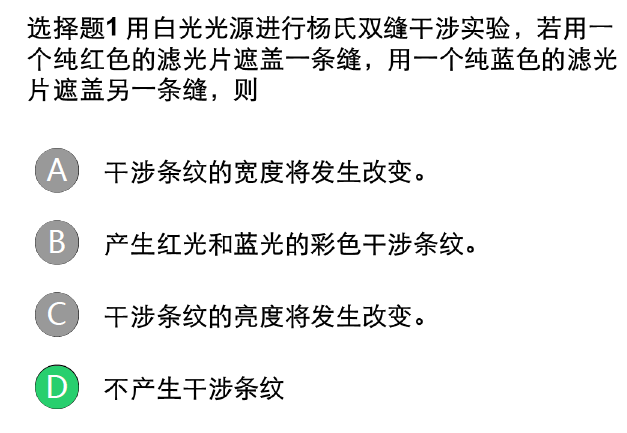 选择题1 用白光光源进行杨氏双缝干涉实验，若用一
个纯红色的滤光片遮盖一条缝，用一个纯蓝色的滤光
片遮盖另一条缝，则
A 干涉条纹的宽度将发生改变。
B 产生红光和蓝光的彩色干涉条纹。
C 干涉条纹的亮度将发生改变。
D 不产生干涉条纹